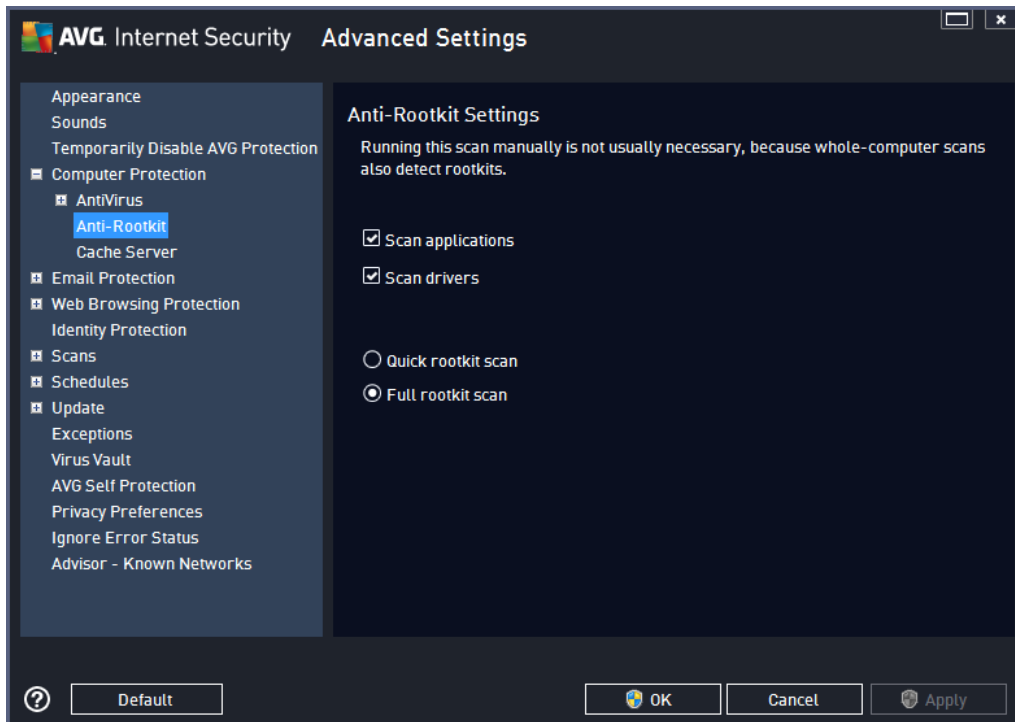 AVG. Internet Security Advanced Settings
Appearance
Sounds
Temporarily Disable AVG Protection
Computer Protection
AntiVirus
Anti-Rootkit
Cache Server
Email Protection
Web Browsing Protection
Identity Protection
Scans
Schedules
Update
Exceptions
Virus Vault
AVG Self Protection
Privacy Preferences
Ignore Error Status
Advisor - Known Networks
Anti-Rootkit Settings
Running this scan manually is not usually necessary, because whole-computer scans
also detect rootkits.
Scan applications
Scan drivers
Quick rootkit scan
Full rootkit scan
? Default OK Cancel Apply